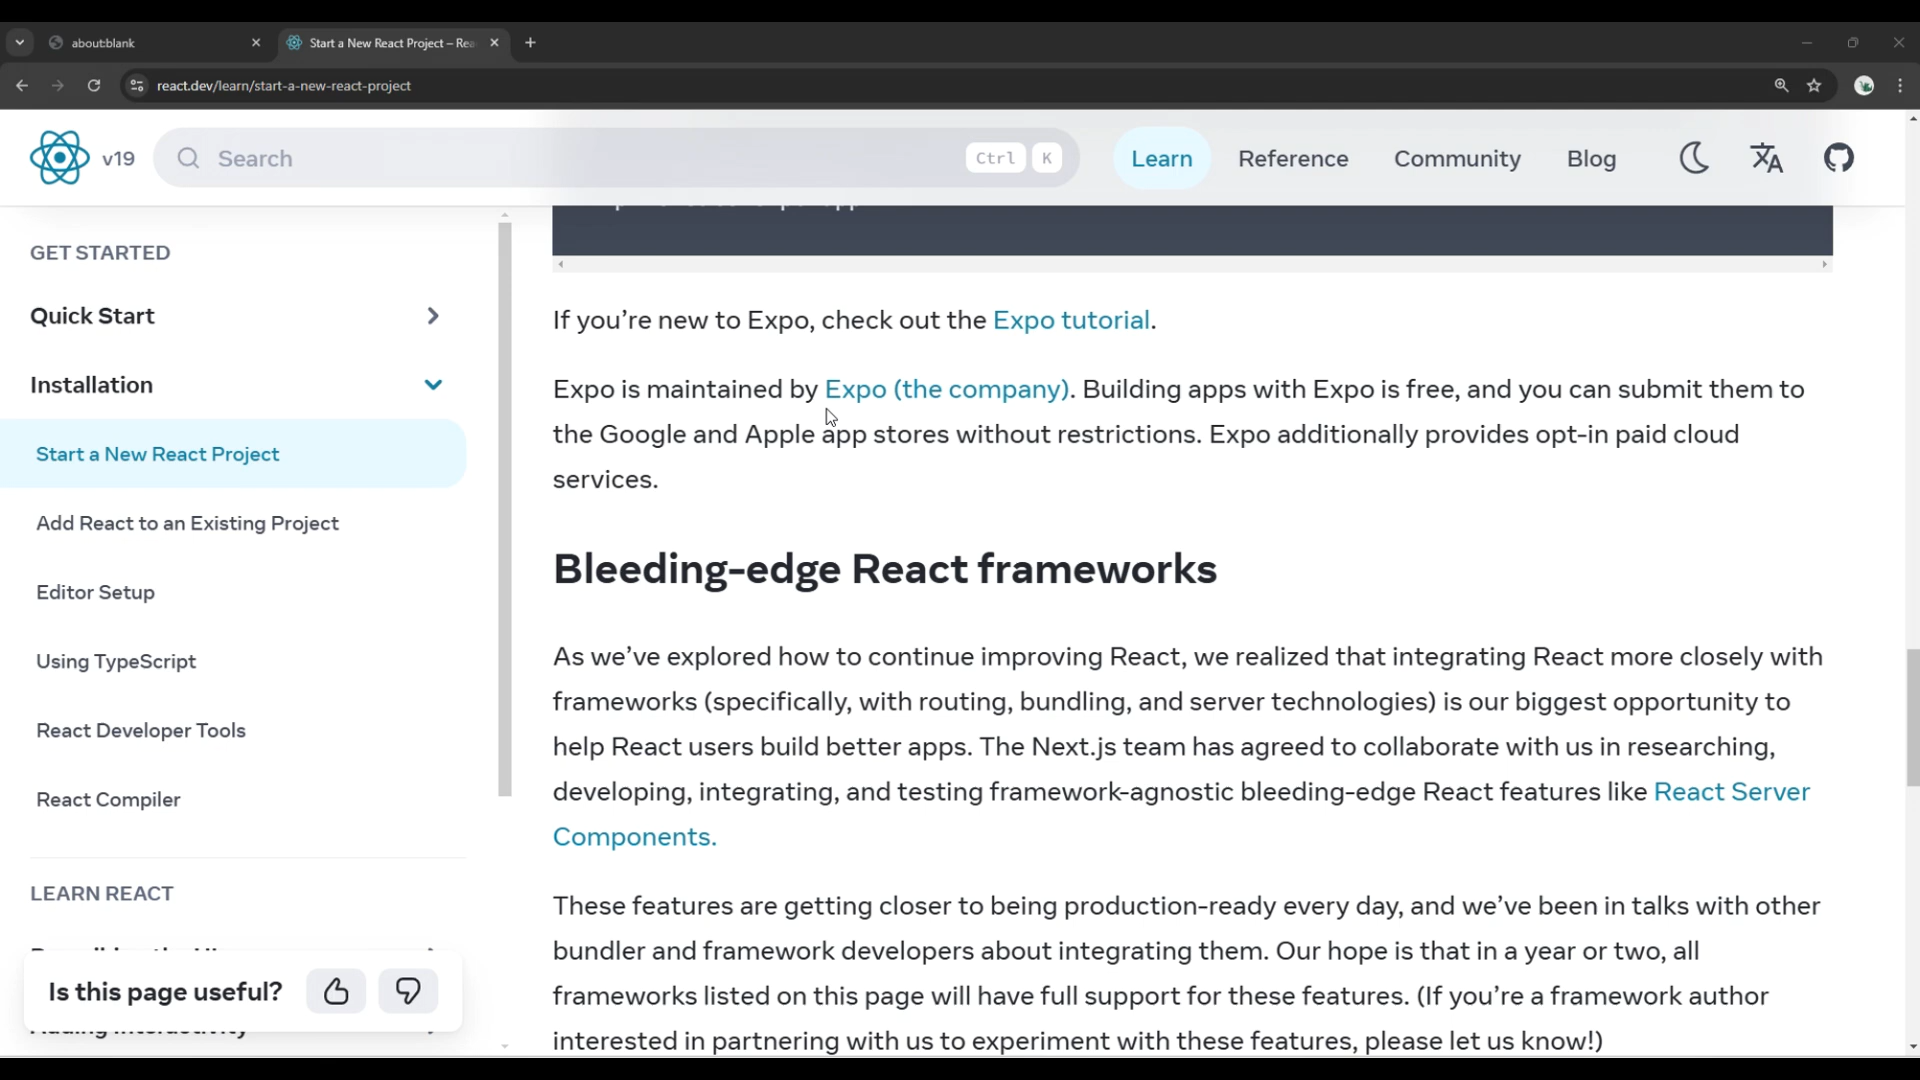 about:blank
Start a New React Project – Rea
react.dev/learn/start-a-new-react-project
v19
Search
Ctrl K
Learn
Reference
Community
Blog
GET STARTED
Quick Start
Installation
Start a New React Project
Add React to an Existing Project
Editor Setup
Using TypeScript
React Developer Tools
React Compiler
LEARN REACT
Is this page useful?
If you’re new to Expo, check out the Expo tutorial.
Expo is maintained by Expo (the company). Building apps with Expo is free, and you can submit them to
the Google and Apple app stores without restrictions. Expo additionally provides opt-in paid cloud
services.
Bleeding-edge React frameworks
As we’ve explored how to continue improving React, we realized that integrating React more closely with
frameworks (specifically, with routing, bundling, and server technologies) is our biggest opportunity to
help React users build better apps. The Next.js team has agreed to collaborate with us in researching,
developing, integrating, and testing framework-agnostic bleeding-edge React features like React Server
Components.
These features are getting closer to being production-ready every day, and we’ve been in talks with other
bundler and framework developers about integrating them. Our hope is that in a year or two, all
frameworks listed on this page will have full support for these features. (If you’re a framework author
interested in partnering with us to experiment with these features, please let us know!)